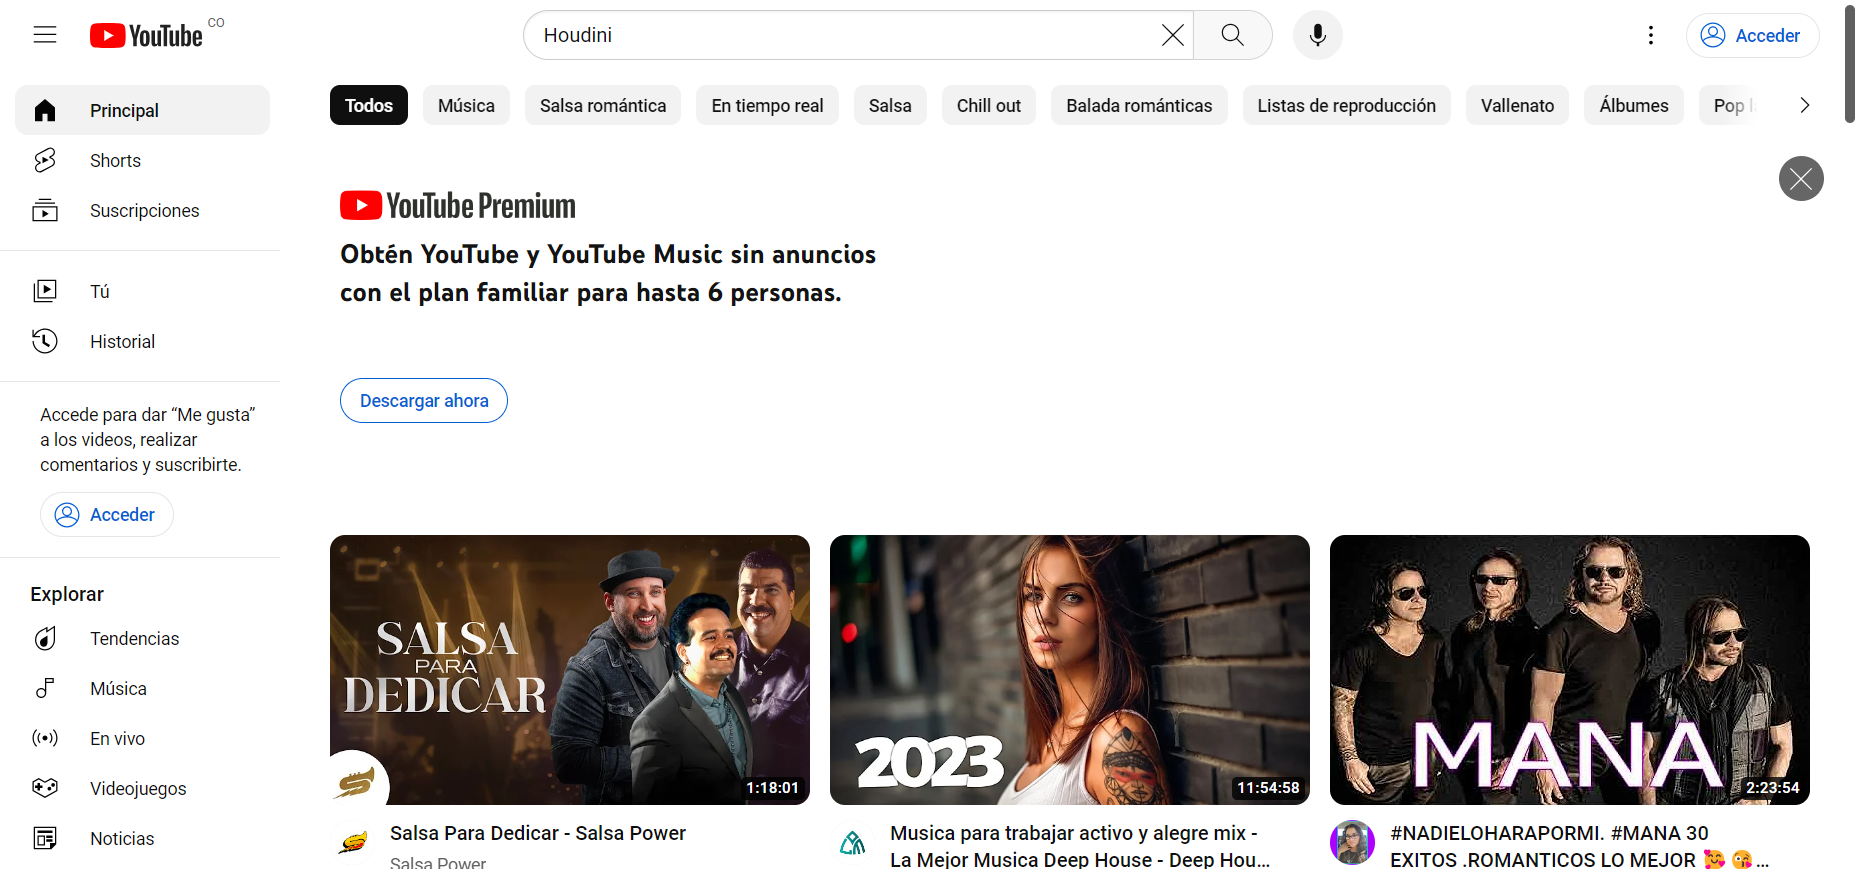 YouTube CO
Houdini
Acceder
Principal
Shorts
Suscripciones
Tú
Historial
Accede para dar “Me gusta”
a los videos, realizar
comentarios y suscribirte.
Acceder
Explorar
Tendencias
Música
En vivo
Videojuegos
Noticias
Todos
Música
Salsa romántica
En tiempo real
Salsa
Chill out
Balada románticas
Listas de reproducción
Vallenato
Álbumes
Pop
YouTube Premium
Obtén YouTube y YouTube Music sin anuncios
con el plan familiar para hasta 6 personas.
Descargar ahora
SALSA
PARA
DEDICAR
1:18:01
Salsa Para Dedicar - Salsa Power
Salsa Power
2023
11:54:58
Musica para trabajar activo y alegre mix -
La Mejor Musica Deep House - Deep Hou...
MANA
2:23:54
#NADIELOHARAPORMI. #MANA 30
EXITOS .ROMANTICOS LO MEJOR 🥰 😘...